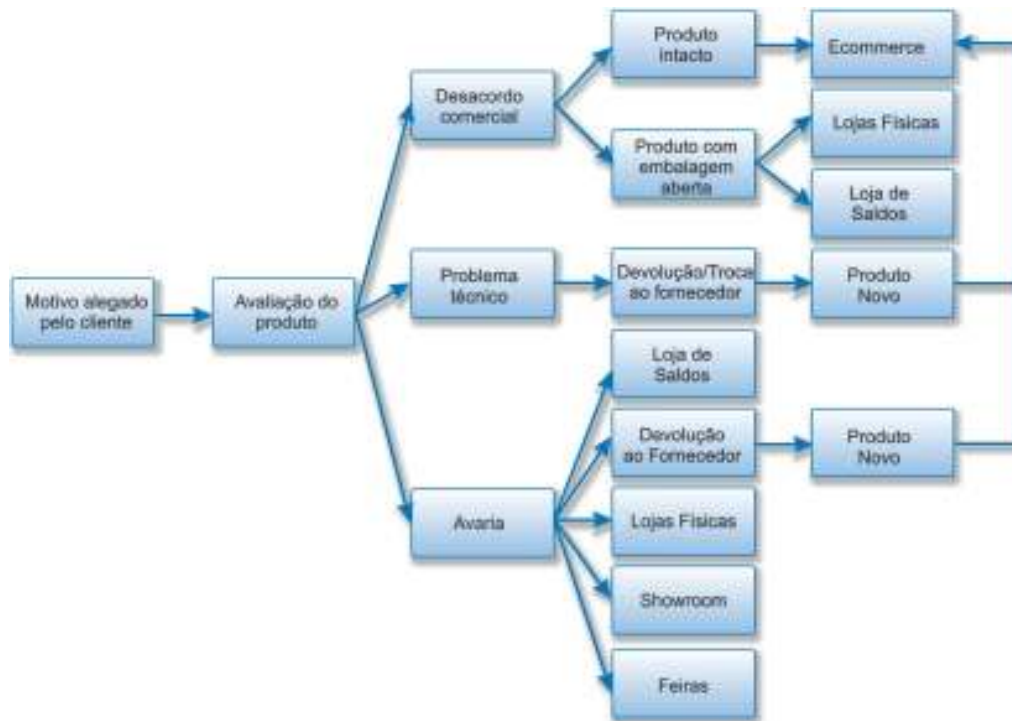 Produto
intacto
Ecommerce
Desacordo
comercial
Lojas Físicas
Produto com
embalagem
aberta
Loja de
Saldos
Motivo alegado
pelo cliente
Avaliação do
produto
Problema
técnico
Devolução/Troca
ao fornecedor
Produto
Novo
Loja de
Saldos
Devolução
ao Fornecedor
Produto
Novo
Avaria
Lojas Físicas
Showroom
Feiras